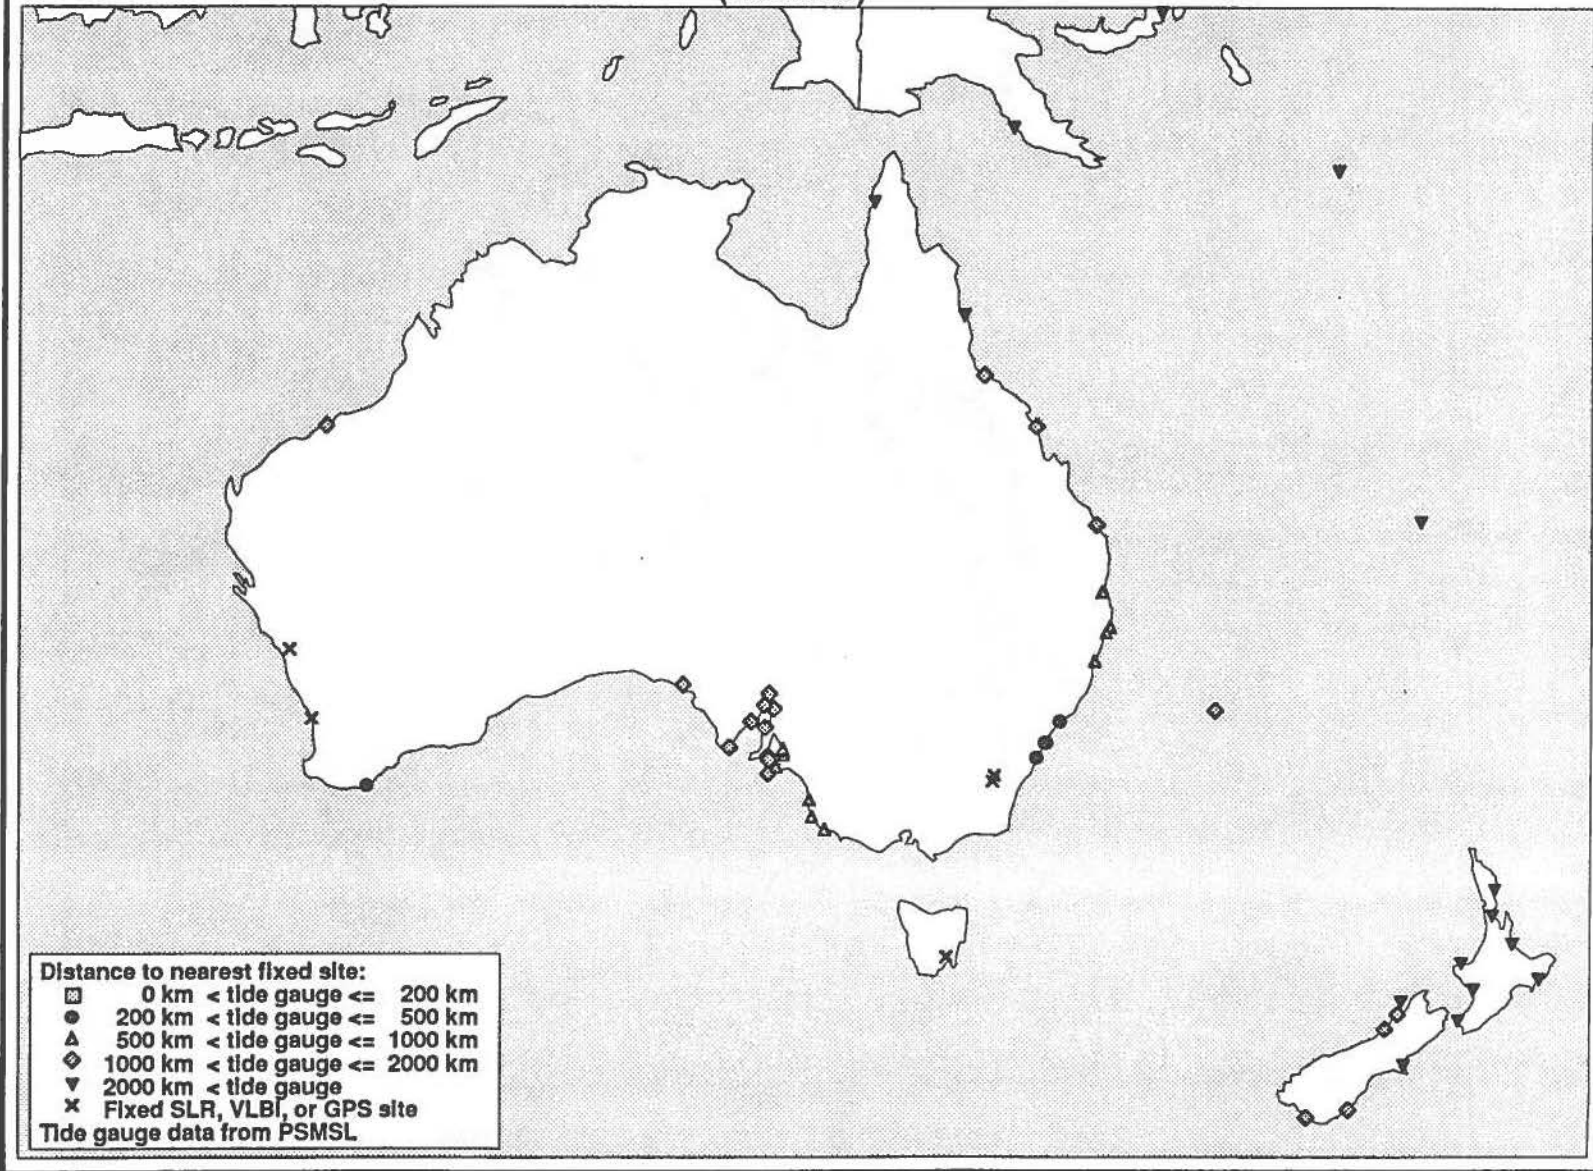 Distance to nearest fixed site:
0 km < tide gauge <= 200 km
200 km < tide gauge <= 500 km
500 km < tide gauge <= 1000 km
1000 km < tide gauge <= 2000 km
2000 km < tide gauge
Fixed SLR, VLBI, or GPS site
Tide gauge data from PSMSL